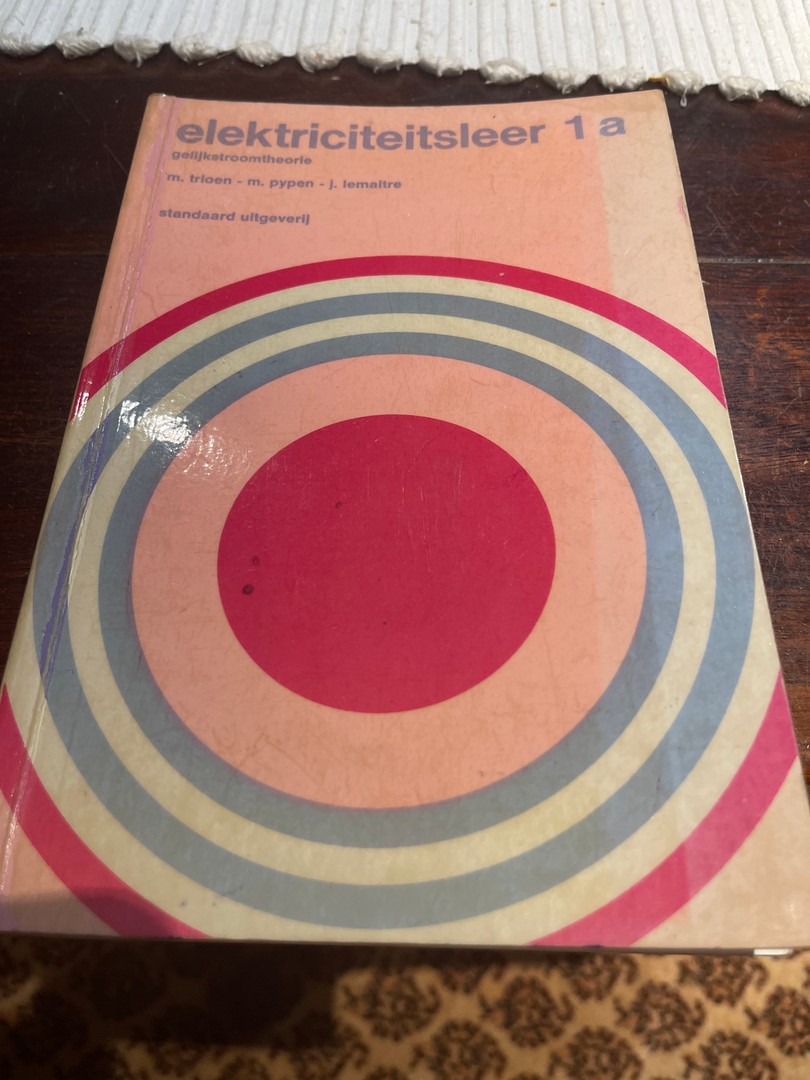 elektriciteitsleer 1a
gelijkstroomtheorie
m. trioen - m. pypen - j. lemaitre
standaard uitgeverij